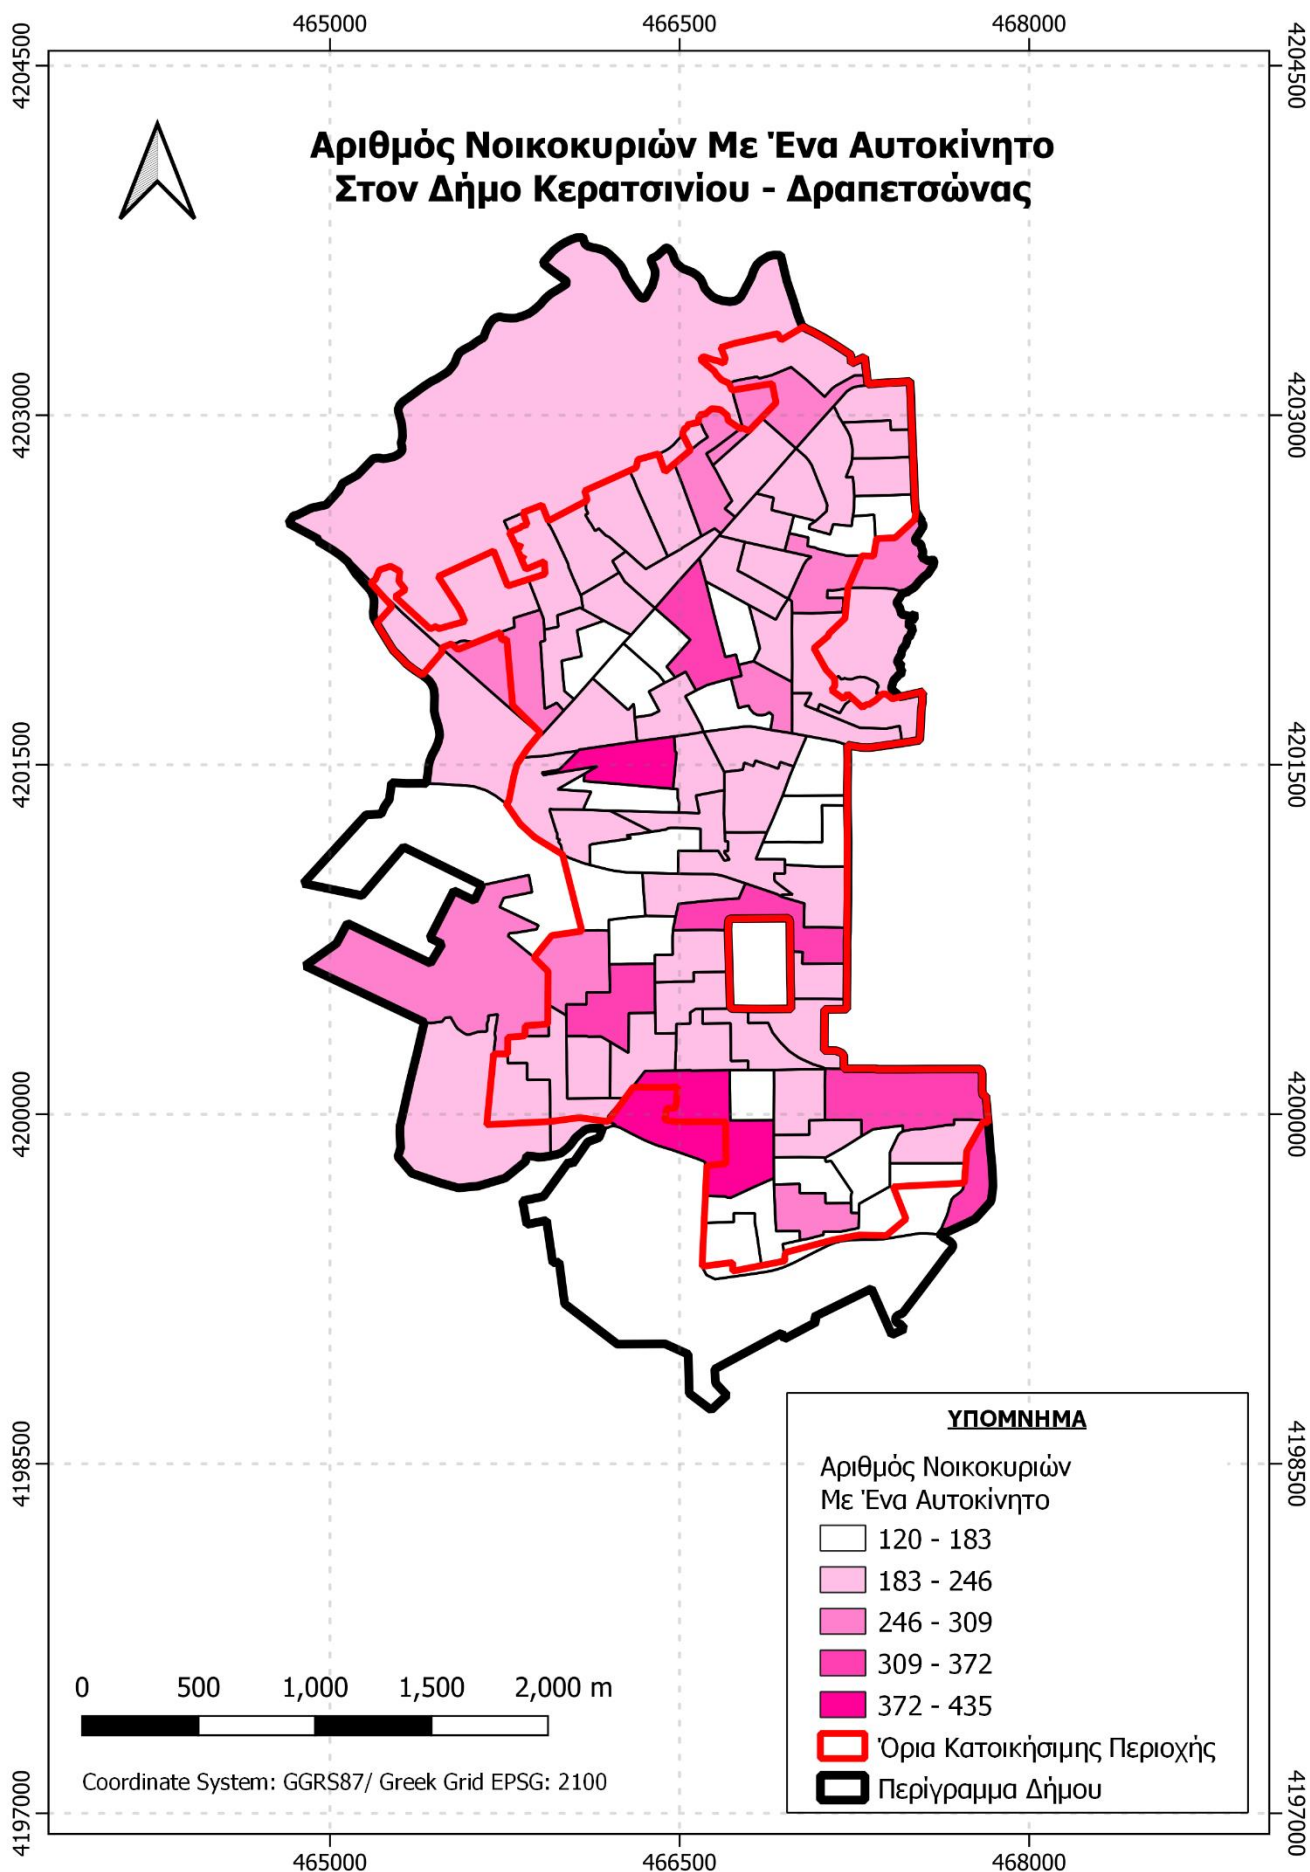 465000 466500 468000
4204500 4204500
Αριθμός Νοικοκυριών Με Ένα Αυτοκίνητο
Στον Δήμο Κερατσινίου - Δραπετσώνας
4203000 4203000
4201500 4201500
4200000 4200000
4198500 4198500
ΥΠΟΜΝΗΜΑ
Αριθμός Νοικοκυριών
Με Ένα Αυτοκίνητο
120 - 183
183 - 246
246 - 309
309 - 372
372 - 435
Όρια Κατοικήσιμης Περιοχής
Περίγραμμα Δήμου
0 500 1,000 1,500 2,000 m
Coordinate System: GGRS87/ Greek Grid EPSG: 2100
4197000 4197000
465000 466500 468000